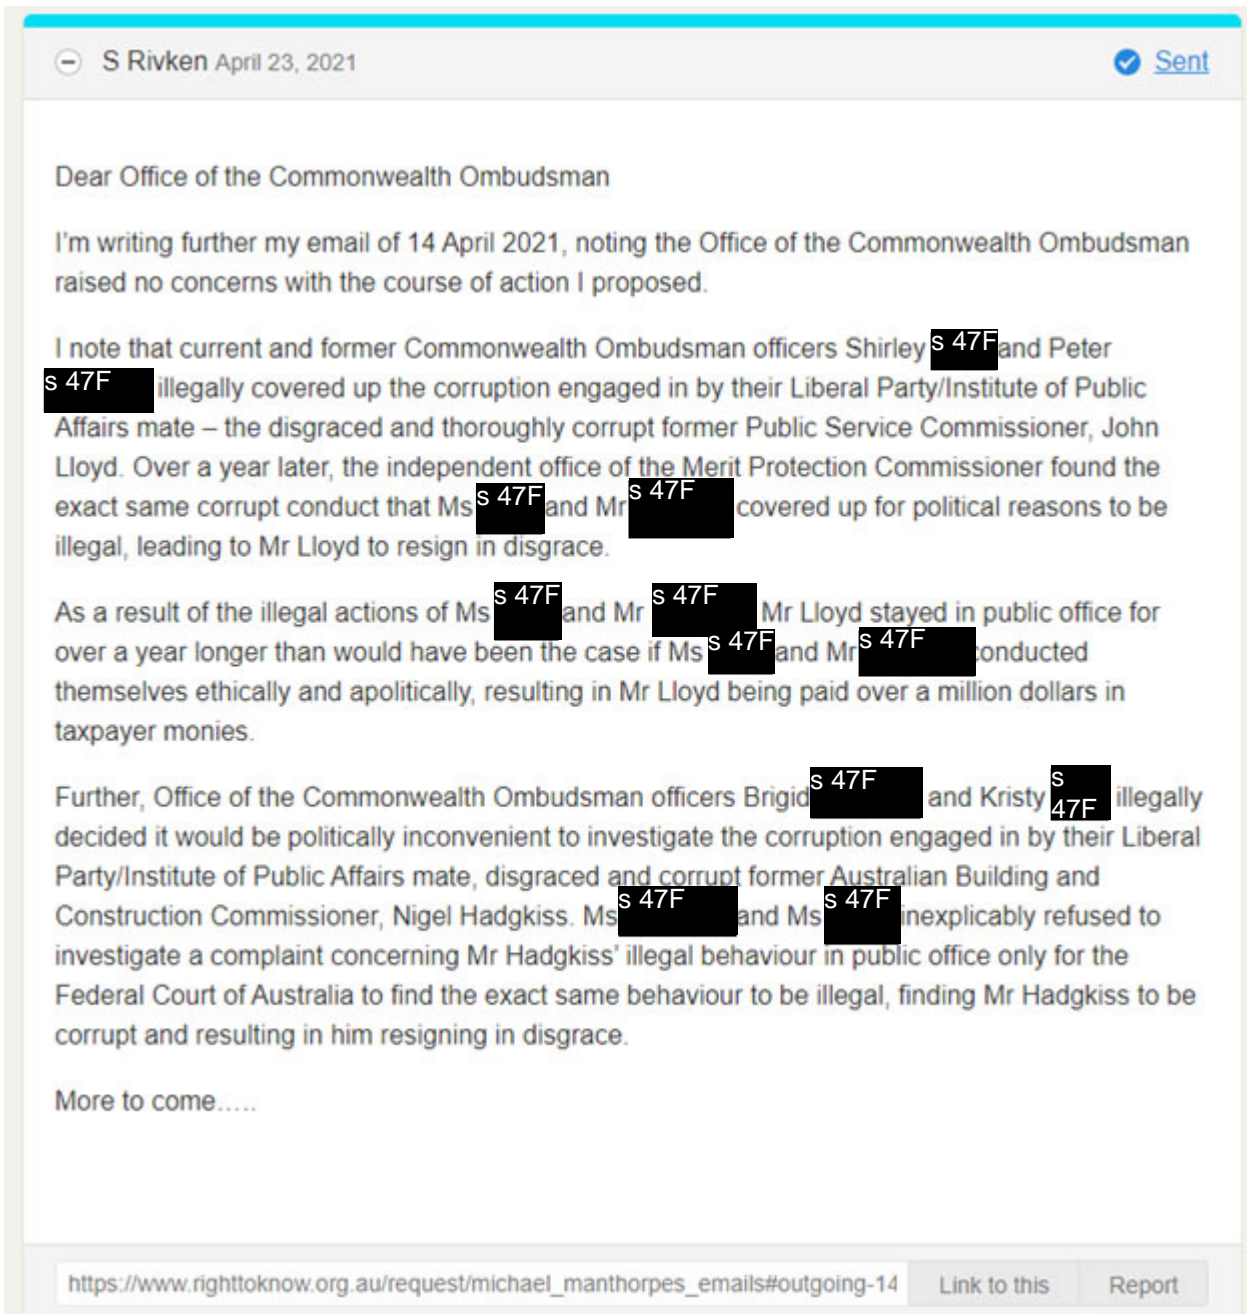 S Rivken April 23, 2021 Sent
Dear Office of the Commonwealth Ombudsman
I'm writing further my email of 14 April 2021, noting the Office of the Commonwealth Ombudsman
raised no concerns with the course of action I proposed.
I note that current and former Commonwealth Ombudsman officers Shirley s 47F and Peter
s 47F illegally covered up the corruption engaged in by their Liberal Party/Institute of Public
Affairs mate – the disgraced and thoroughly corrupt former Public Service Commissioner, John
Lloyd. Over a year later, the independent office of the Merit Protection Commissioner found the
exact same corrupt conduct that Ms s 47F and Mr s 47F covered up for political reasons to be
illegal, leading to Mr Lloyd to resign in disgrace.
As a result of the illegal actions of Ms s 47F and Mr s 47F Mr Lloyd stayed in public office for
over a year longer than would have been the case if Ms s 47F and Mr s 47F conducted
themselves ethically and apolitically, resulting in Mr Lloyd being paid over a million dollars in
taxpayer monies.
Further, Office of the Commonwealth Ombudsman officers Brigid s 47F and Kristy s 47F illegally
decided it would be politically inconvenient to investigate the corruption engaged in by their Liberal
Party/Institute of Public Affairs mate, disgraced and corrupt former Australian Building and
Construction Commissioner, Nigel Hadgkiss. Ms s 47F and Ms s 47F inexplicably refused to
investigate a complaint concerning Mr Hadgkiss' illegal behaviour in public office only for the
Federal Court of Australia to find the exact same behaviour to be illegal, finding Mr Hadgkiss to be
corrupt and resulting in him resigning in disgrace.
More to come.....
https://www.righttoknow.org.au/request/michael_manthorpes_emails#outgoing-14 Link to this Report